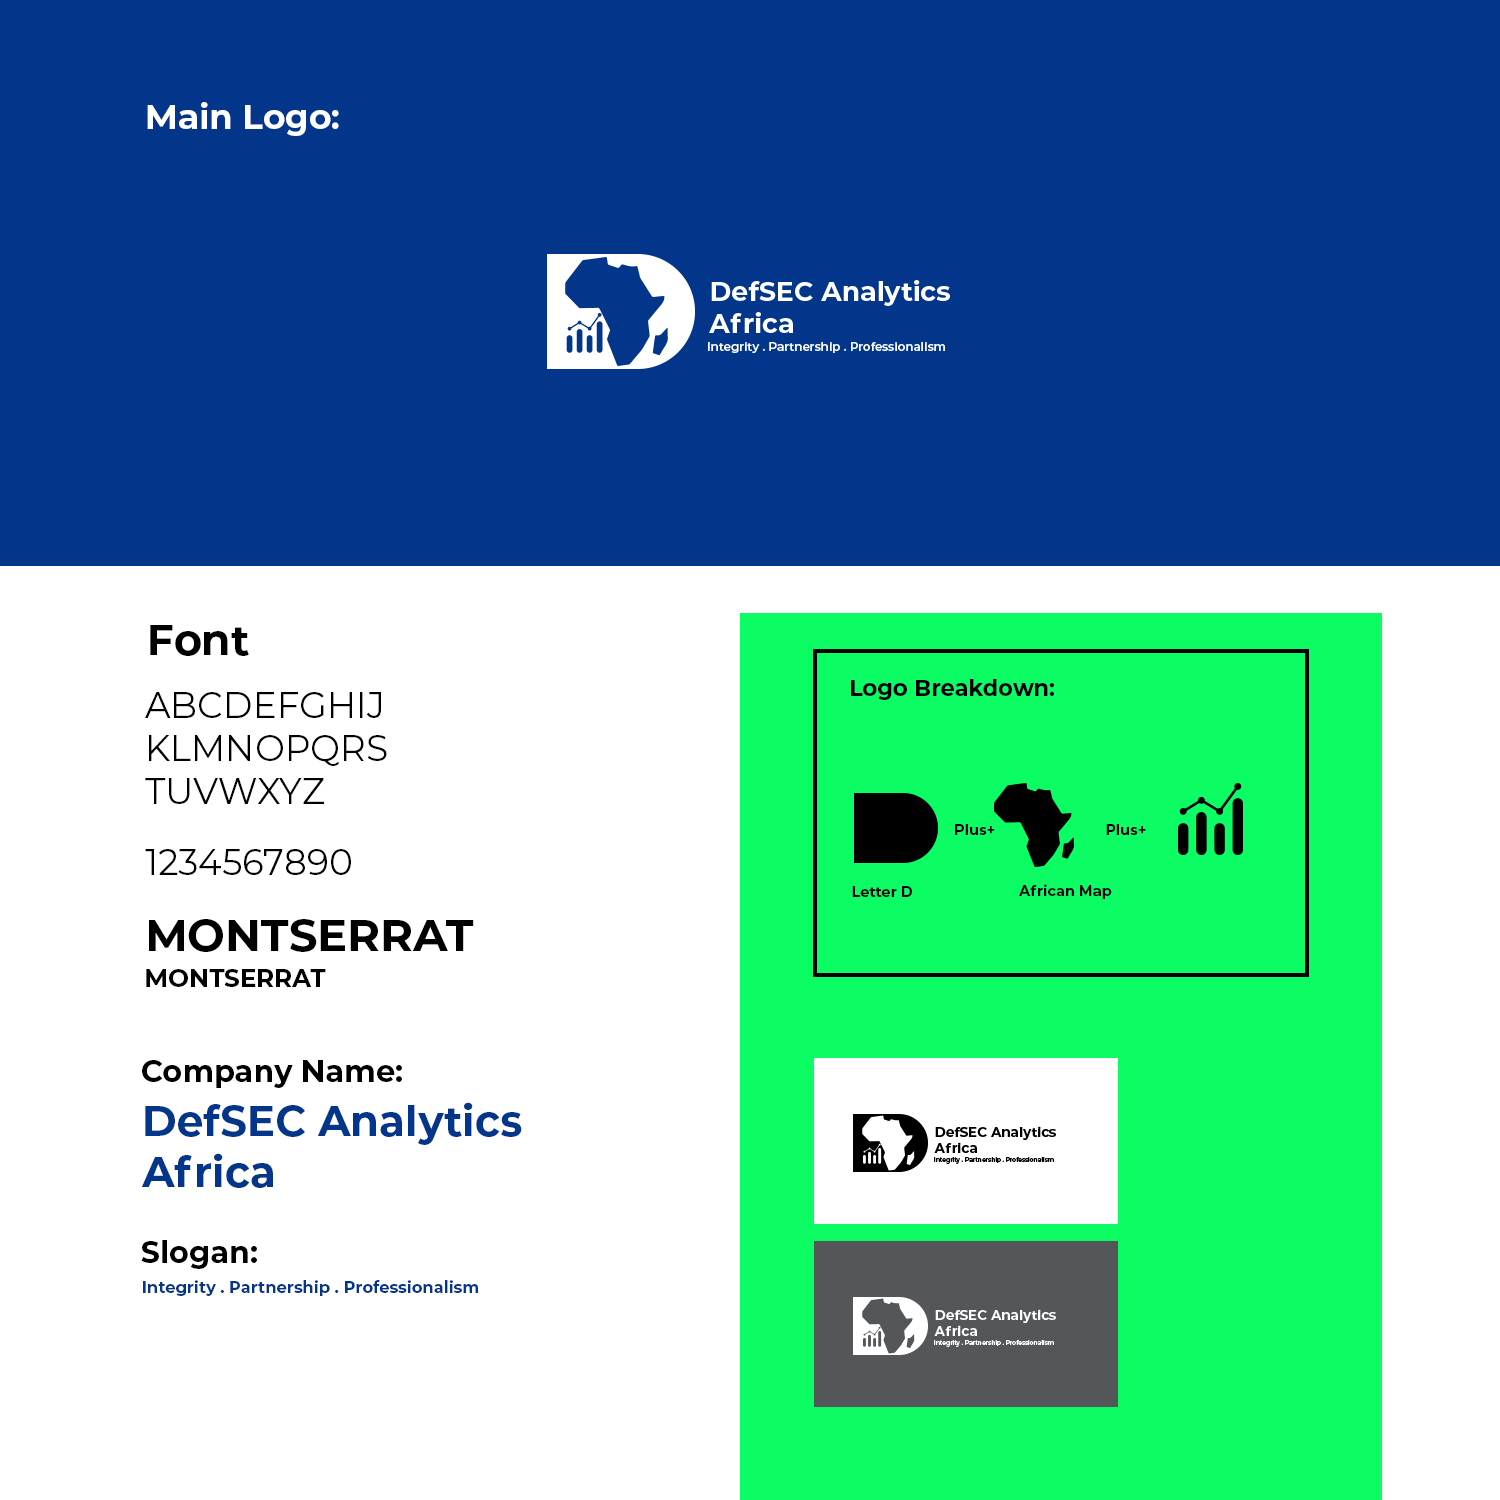 Main Logo:
DefSEC Analytics
Africa
Integrity . Partnership . Professionalism
Font
ABCDEFGHIJ
KLMNOPQRS
TUVWXYZ
1234567890
MONTSERRAT
MONTSERRAT
Company Name:
DefSEC Analytics
Africa
Slogan:
Integrity . Partnership . Professionalism
Logo Breakdown:
Plus+
Plus+
Letter D
African Map
DefSEC Analytics
Africa
Integrity . Partnership . Professionalism
DefSEC Analytics
Africa
Integrity . Partnership . Professionalism